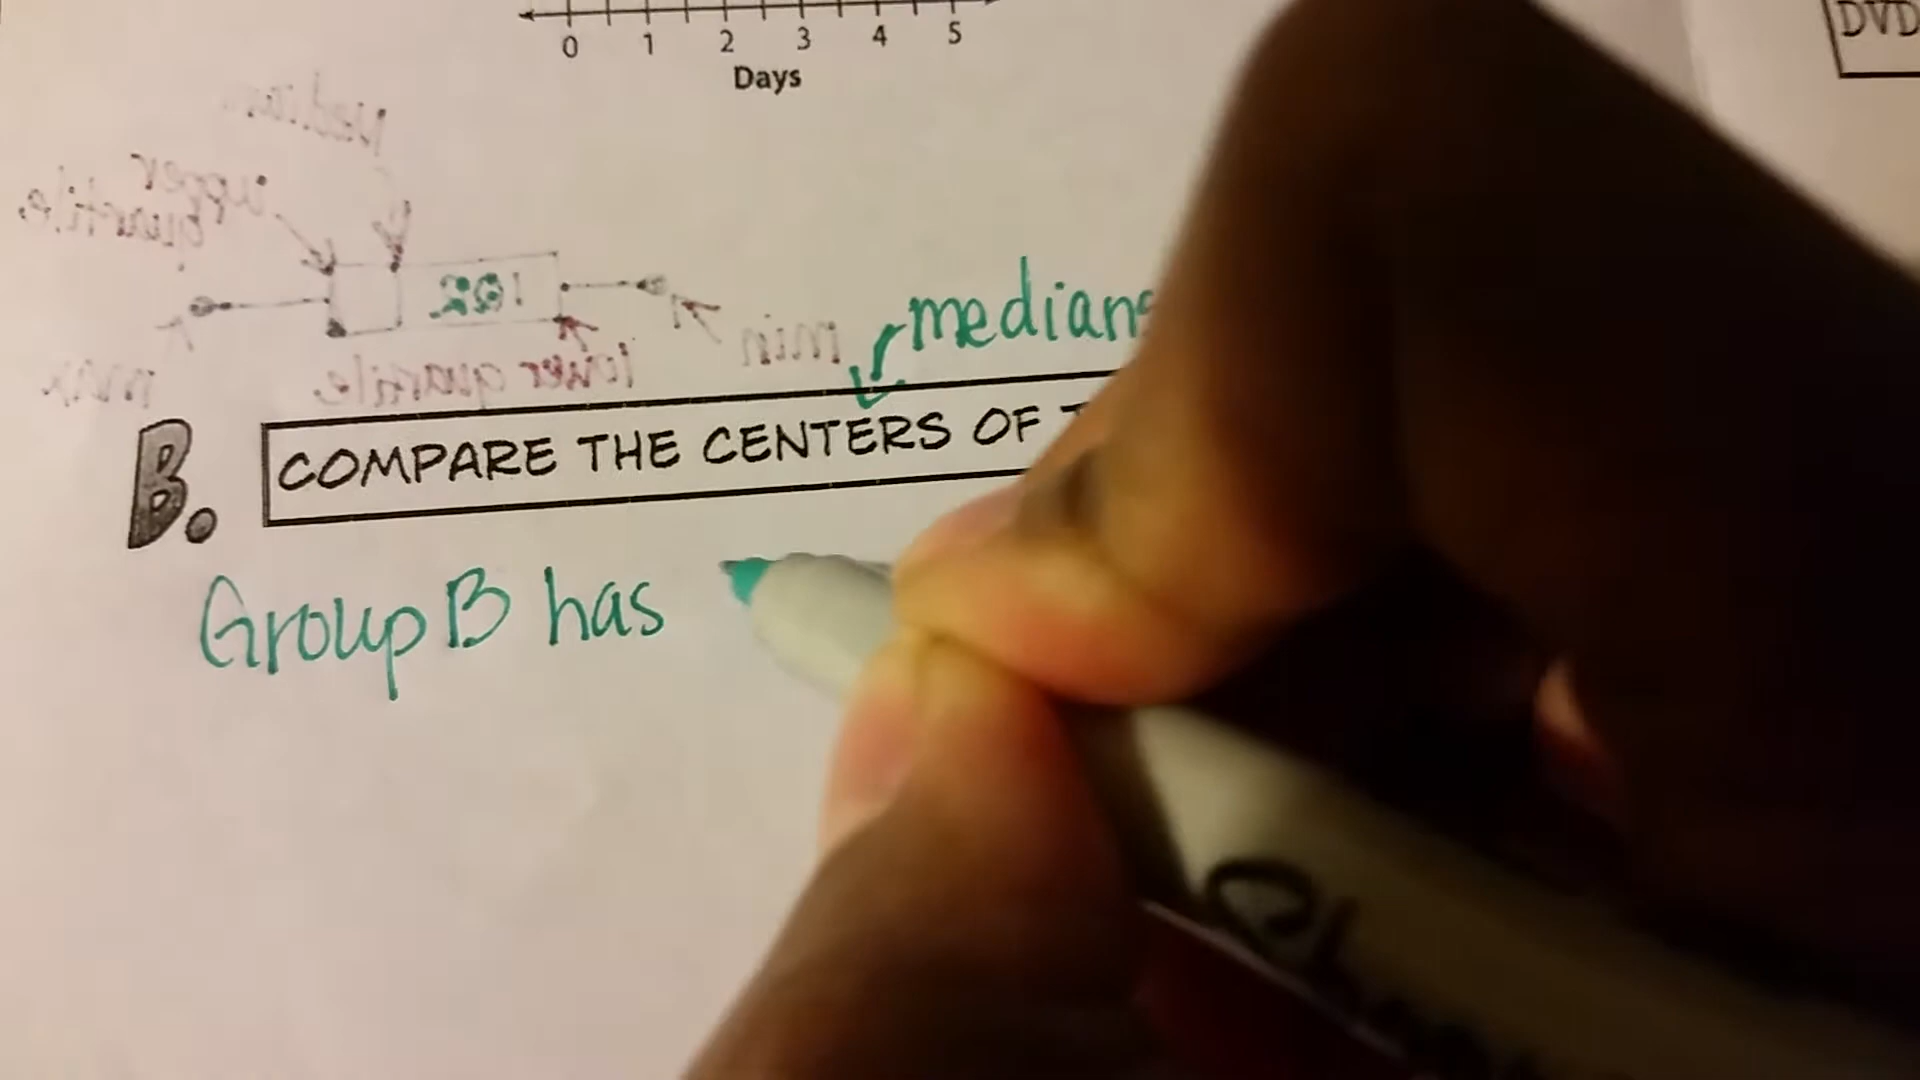 0 1 2 3 4 5
Days
DVD
Median
upper
quartile
IQR
medians
min
max
lower quartile
B. COMPARE THE CENTERS OF
Group B has